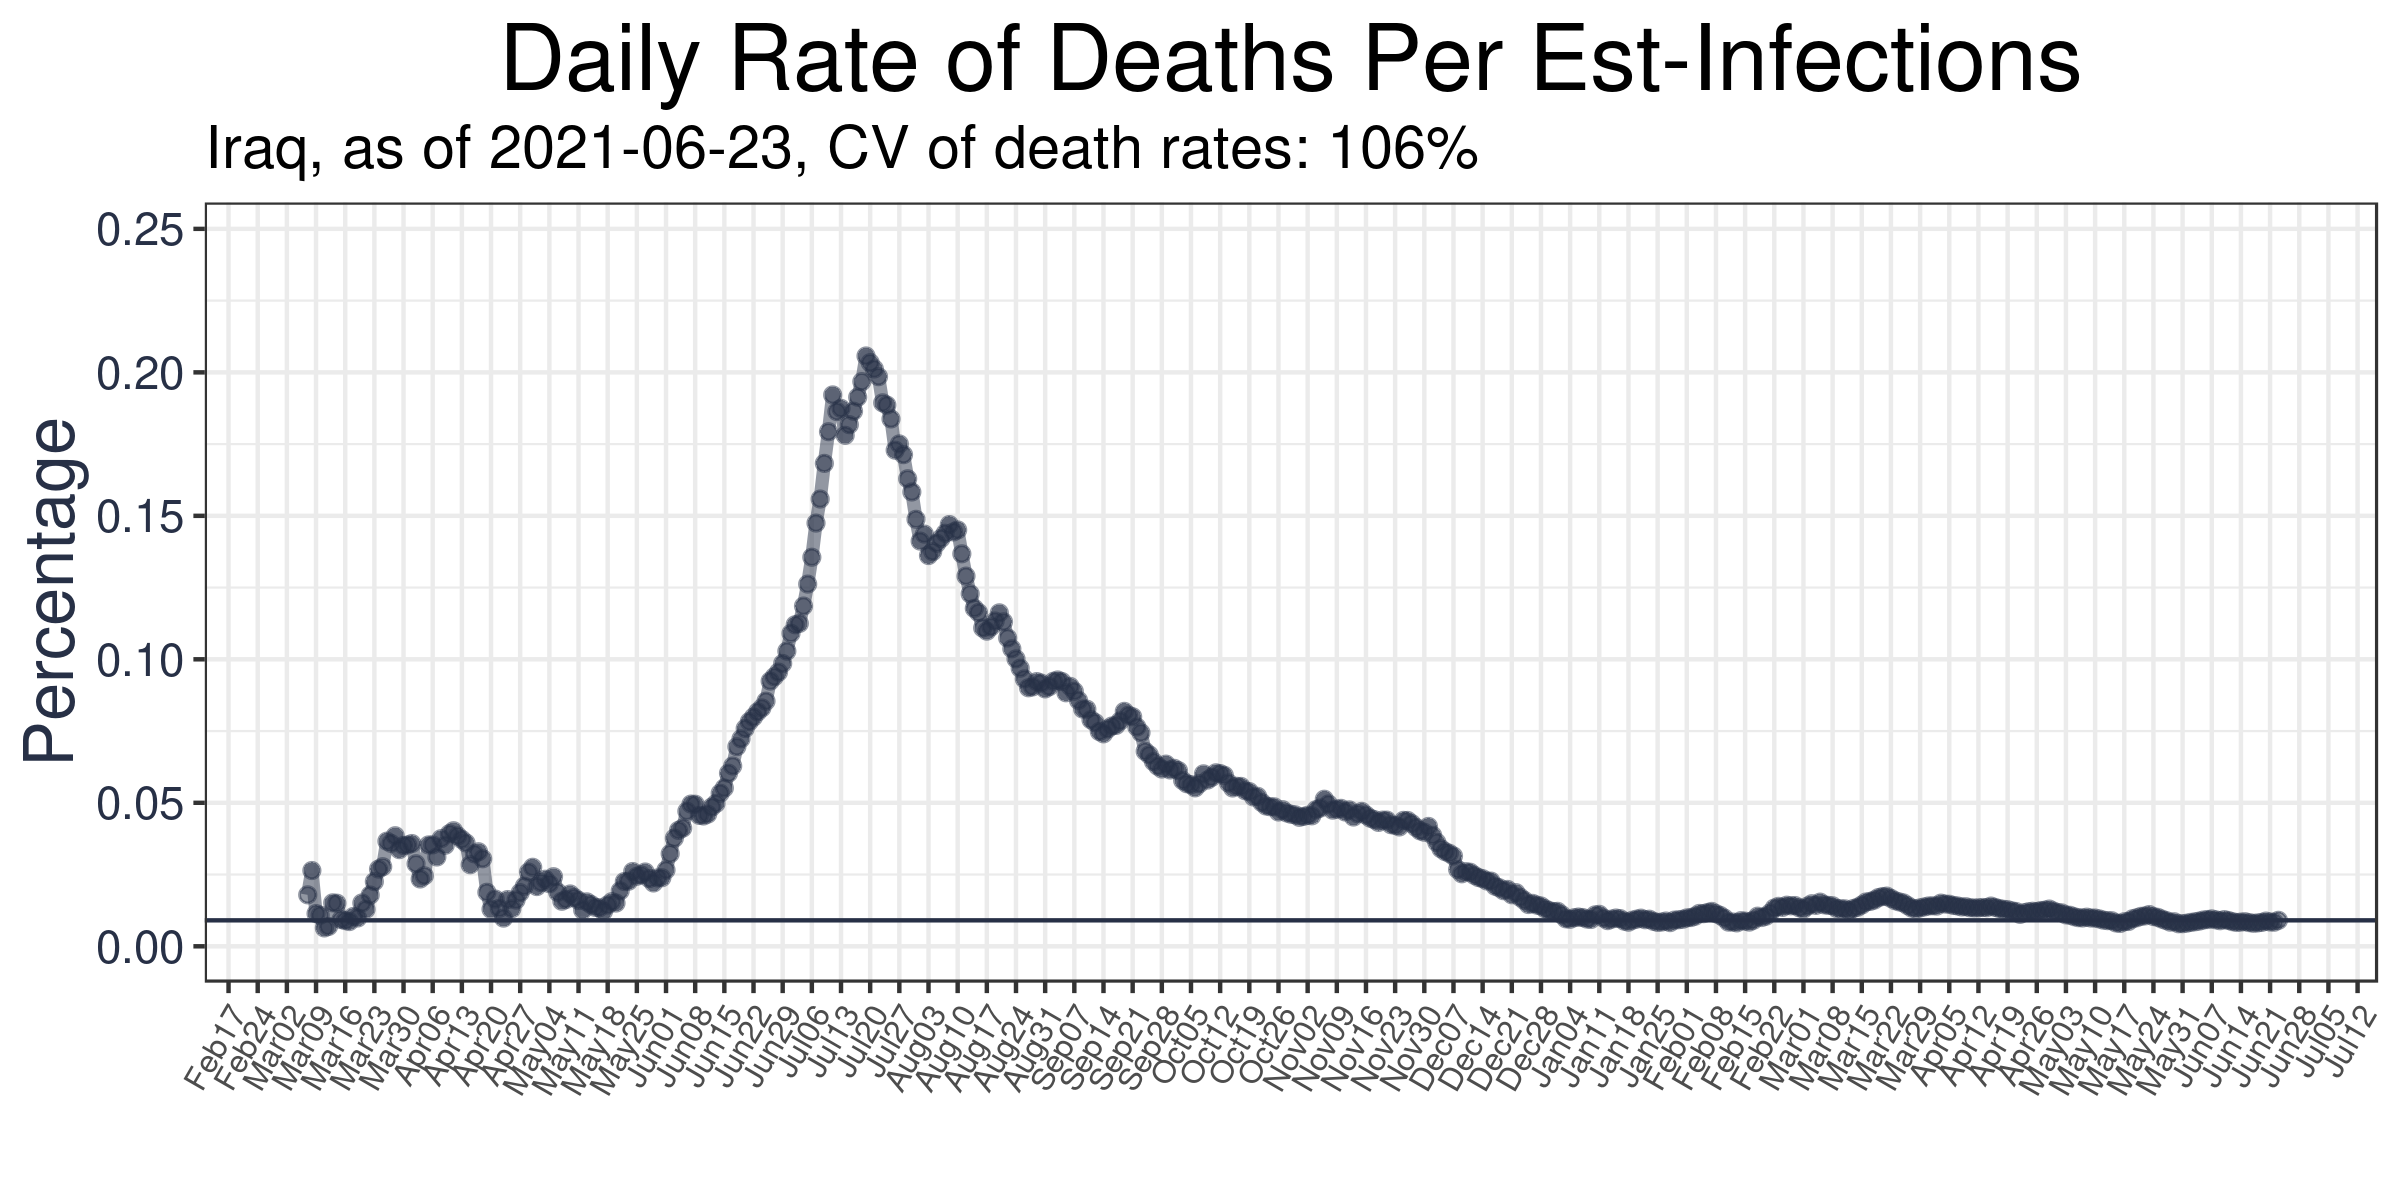 Daily Rate of Deaths Per Est-Infections
Iraq, as of 2021-06-23, CV of death rates: 106%
Percentage
0.25
0.20
0.15
0.10
0.05
0.00
Feb17
Feb24
Mar02
Mar09
Mar16
Mar23
Mar30
Apr06
Apr13
Apr20
Apr27
May04
May11
May18
May25
Jun01
Jun08
Jun15
Jun22
Jun29
Jul06
Jul13
Jul20
Jul27
Aug03
Aug10
Aug17
Aug24
Aug31
Sep07
Sep14
Sep21
Sep28
Oct05
Oct12
Oct19
Oct26
Nov02
Nov09
Nov16
Nov23
Nov30
Dec07
Dec14
Dec21
Dec28
Jan04
Jan11
Jan18
Jan25
Feb01
Feb08
Feb15
Feb22
Mar01
Mar08
Mar15
Mar22
Mar29
Apr05
Apr12
Apr19
Apr26
May03
May10
May17
May24
May31
Jun07
Jun14
Jun21
Jun28
Jul05
Jul12